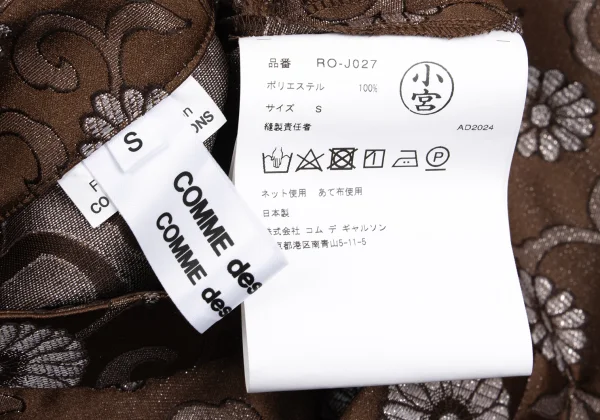 品番 RO-J027
ポリエステル 100%
サイズ S
縫製責任者
小宮
AD2024
ネット使用 あて布使用
日本製
株式会社 コム デ ギャルソン
京都港区南青山5-11-5
S
COMME des
COMME des